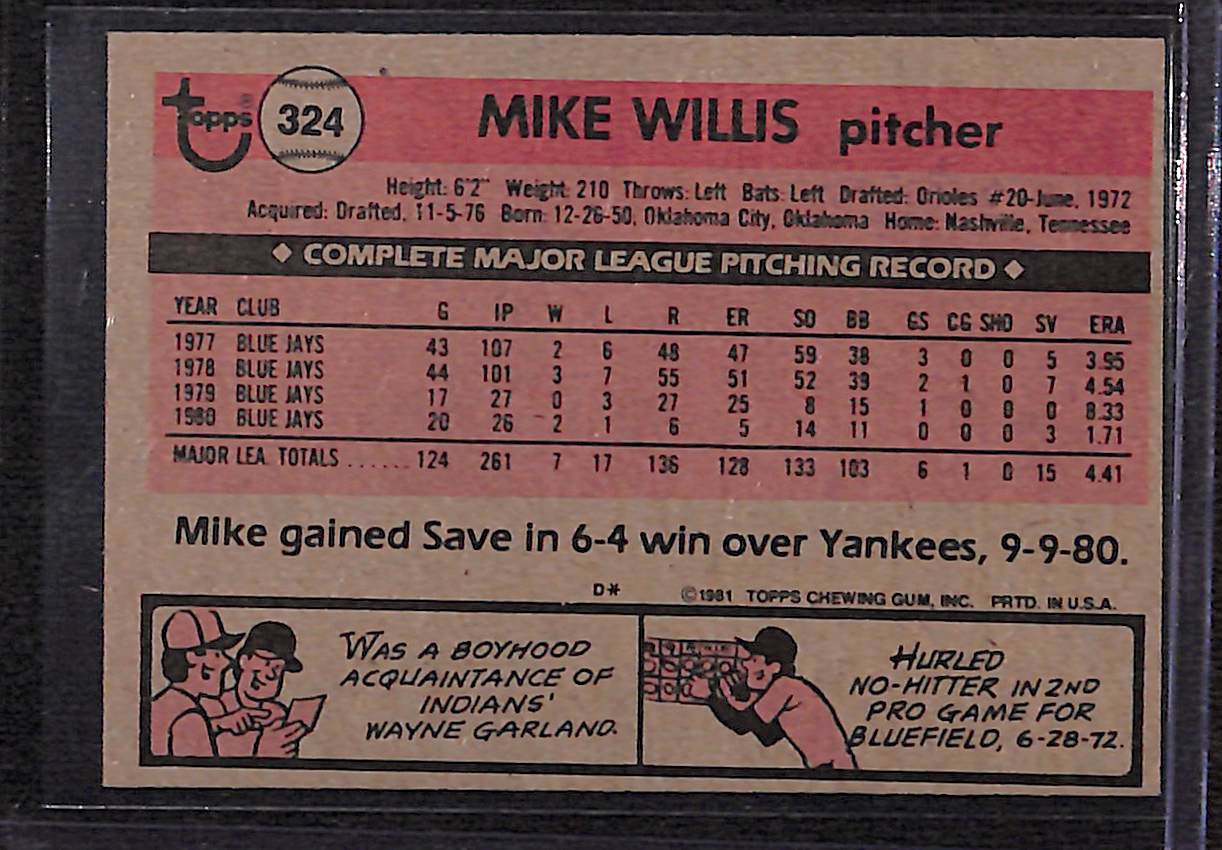 Topps® 324 MIKE WILLIS pitcher
Height: 6'2" Weight: 210 Throws: Left Bats: Left Drafted: Orioles #20-June, 1972
Acquired: Drafted, 11-5-76 Born: 12-26-50, Oklahoma City, Oklahoma Home: Nashville, Tennessee
◆ COMPLETE MAJOR LEAGUE PITCHING RECORD ◆
YEAR CLUB G IP W L R ER SO BB GS CG SHO SV ERA
1977 BLUE JAYS 43 107 2 6 48 47 59 38 3 0 0 5 3.95
1978 BLUE JAYS 44 101 3 7 55 51 52 39 2 1 0 7 4.54
1979 BLUE JAYS 17 27 0 3 27 25 8 15 1 0 0 0 8.33
1980 BLUE JAYS 20 26 2 1 6 5 14 11 0 0 0 3 1.71
MAJOR LEA. TOTALS ...... 124 261 7 17 136 128 133 103 6 1 0 15 4.41
Mike gained Save in 6-4 win over Yankees, 9-9-80.
D* ©1981 TOPPS CHEWING GUM, INC. PRTD. IN U.S.A.
WAS A BOYHOOD
ACQUAINTANCE OF
INDIANS'
WAYNE GARLAND.
HURLED
NO-HITTER IN 2ND
PRO GAME FOR
BLUEFIELD, 6-28-72.